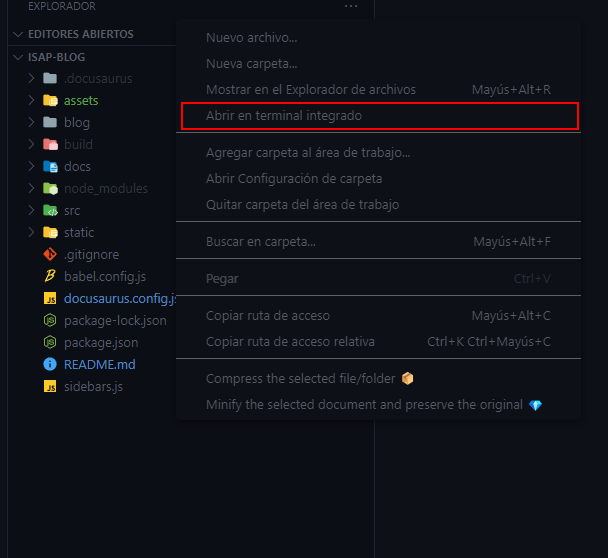 EXPLORADOR
EDITORES ABIERTOS
ISAP-BLOG
.docusaurus
assets
blog
build
docs
node_modules
src
static
.gitignore
babel.config.js
docusaurus.config.js
package-lock.json
package.json
README.md
sidebars.js
Nuevo archivo...
Nueva carpeta...
Mostrar en el Explorador de archivos Mayús+Alt+R
Abrir en terminal integrado
Agregar carpeta al área de trabajo...
Abrir Configuración de carpeta
Quitar carpeta del área de trabajo
Buscar en carpeta... Mayús+Alt+F
Pegar Ctrl+V
Copiar ruta de acceso Mayús+Alt+C
Copiar ruta de acceso relativa Ctrl+K Ctrl+Mayús+C
Compress the selected file/folder 📦
Minify the selected document and preserve the original 💎